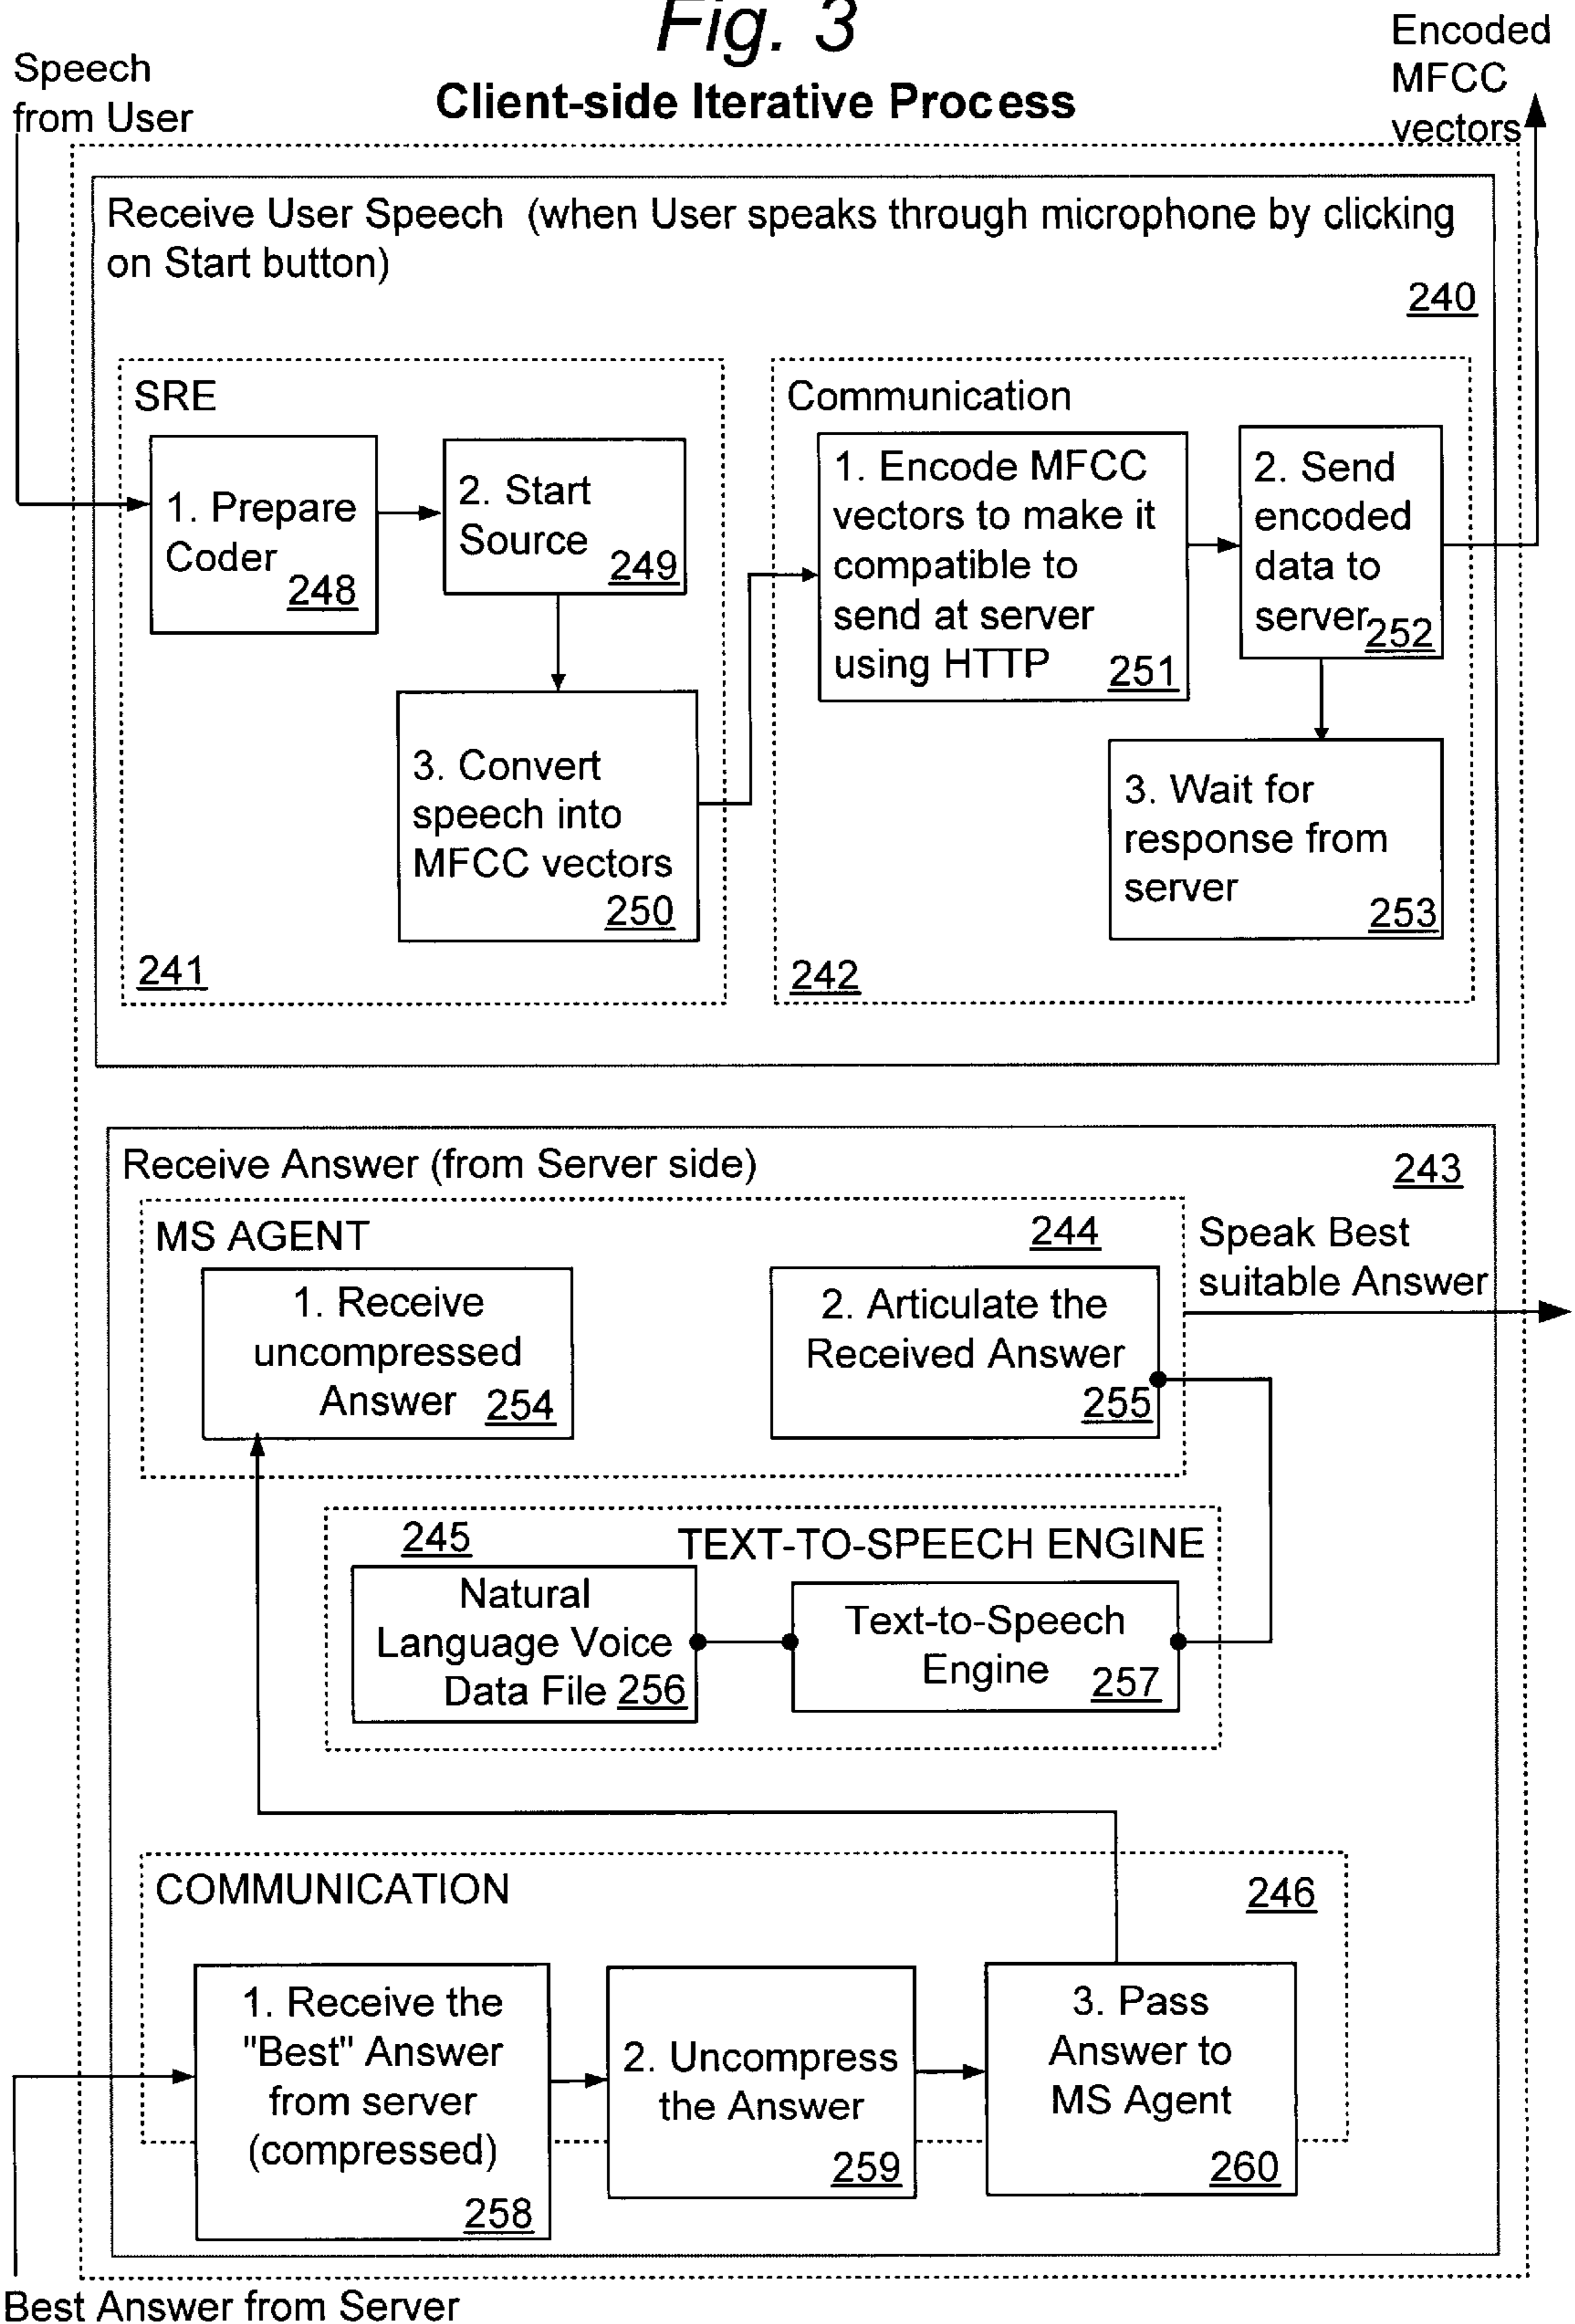 Fig. 3
Client-side Iterative Process
Speech
from User
Encoded
MFCC
vectors
Receive User Speech (when User speaks through microphone by clicking
on Start button)
240
SRE
1. Prepare
Coder
248
2. Start
Source
249
3. Convert
speech into
MFCC vectors
250
241
Communication
1. Encode MFCC
vectors to make it
compatible to
send at server
using HTTP
251
2. Send
encoded
data to
server
252
3. Wait for
response from
server
253
242
Receive Answer (from Server side)
243
MS AGENT
244
1. Receive
uncompressed
Answer 254
2. Articulate the
Received Answer
255
Speak Best
suitable Answer
245
TEXT-TO-SPEECH ENGINE
Natural
Language Voice
Data File 256
Text-to-Speech
Engine
257
COMMUNICATION
246
1. Receive the
"Best" Answer
from server
(compressed)
258
2. Uncompress
the Answer
259
3. Pass
Answer to
MS Agent
260
Best Answer from Server